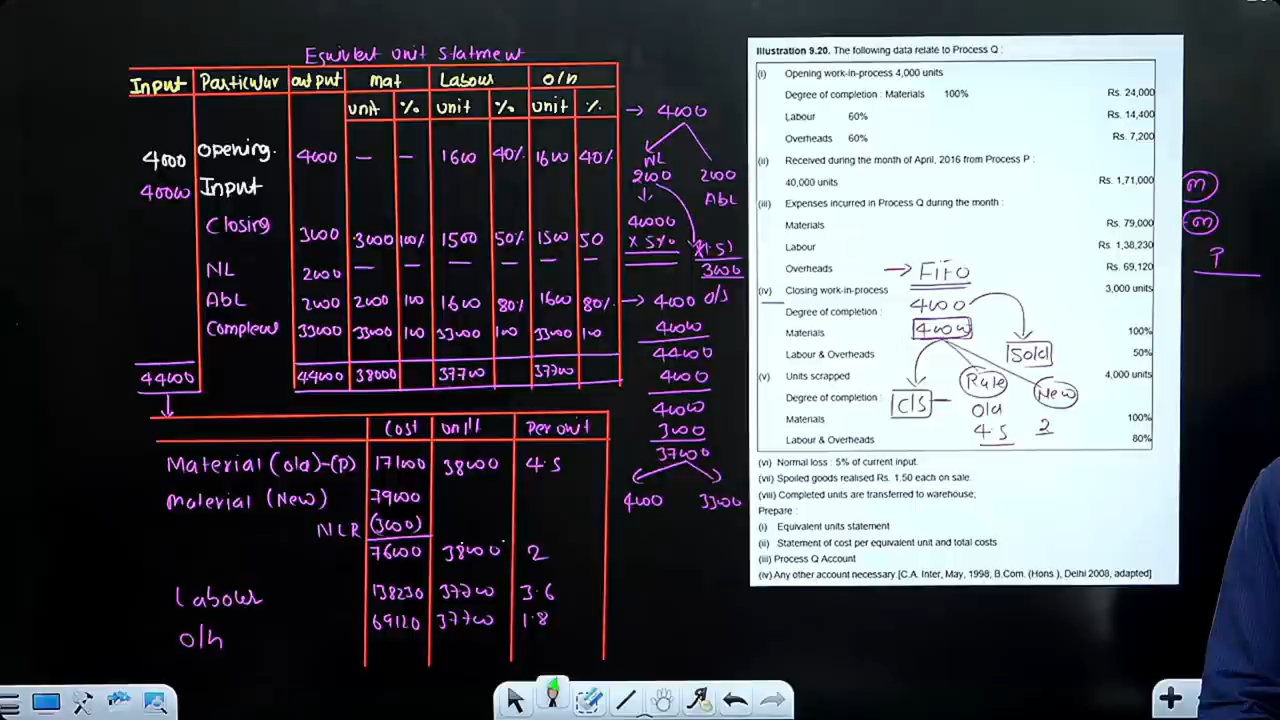 Equivalent Unit Statment
Input Particular output Mat Labour O/h
unit % unit % unit %
4000 Opening. 4000 — — 1600 40% 1600 40%
40000 Input
Closing 3000 3000 100% 1500 50% 1500 50
NL 2000 — — — — — —
AbL 2000 2000 100 1600 80% 1600 80%
33000 33000 100 33000 100 33000 100
44000 44000 38000 37700 37700
Cost unit Per unit
Material (old)-(P) 171000 38000 4.5
Material (New) 79000
NLR (3000)
76000 38000 2
Labour 138230 37700 3.6
O/h 69120 37700 1.8
→ 4000
NL
2000 2000
AbL
40000
x 5%
3000
→ 4000 O/S
40000
44000
4000
40000
3000
37000
4000 33000
Illustration 9.20. The following data relate to Process Q :
(i) Opening work-in-process 4,000 units
Degree of completion : Materials 100% Rs. 24,000
Labour 60% Rs. 14,400
Overheads 60% Rs. 7,200
(ii) Received during the month of April, 2016 from Process P :
40,000 units Rs. 1,71,000
(iii) Expenses incurred in Process Q during the month :
Materials Rs. 79,000
Labour Rs 1,38,230
Overheads Rs. 69,120
(iv) Closing work-in-process 3,000 units
Degree of completion :
Materials 100%
Labour & Overheads 50%
(v) Units scrapped 4,000 units
Degree of completion :
Materials 100%
Labour & Overheads 80%
(vi) Normal loss : 5% of current input.
(vii) Spoiled goods realised Rs. 1.50 each on sale.
(viii) Completed units are transferred to warehouse;
Prepare :
(i) Equivalent units statement
(ii) Statement of cost per equivalent unit and total costs
(iii) Process Q Account
(iv) Any other account necessary.[C.A. Inter, May, 1998, B.Com. (Hons.), Delhi 2008, adapted]
→ FIFO
4000
40000
Sold
C/S
Rule
Old
4.5
New
2
m
m
?